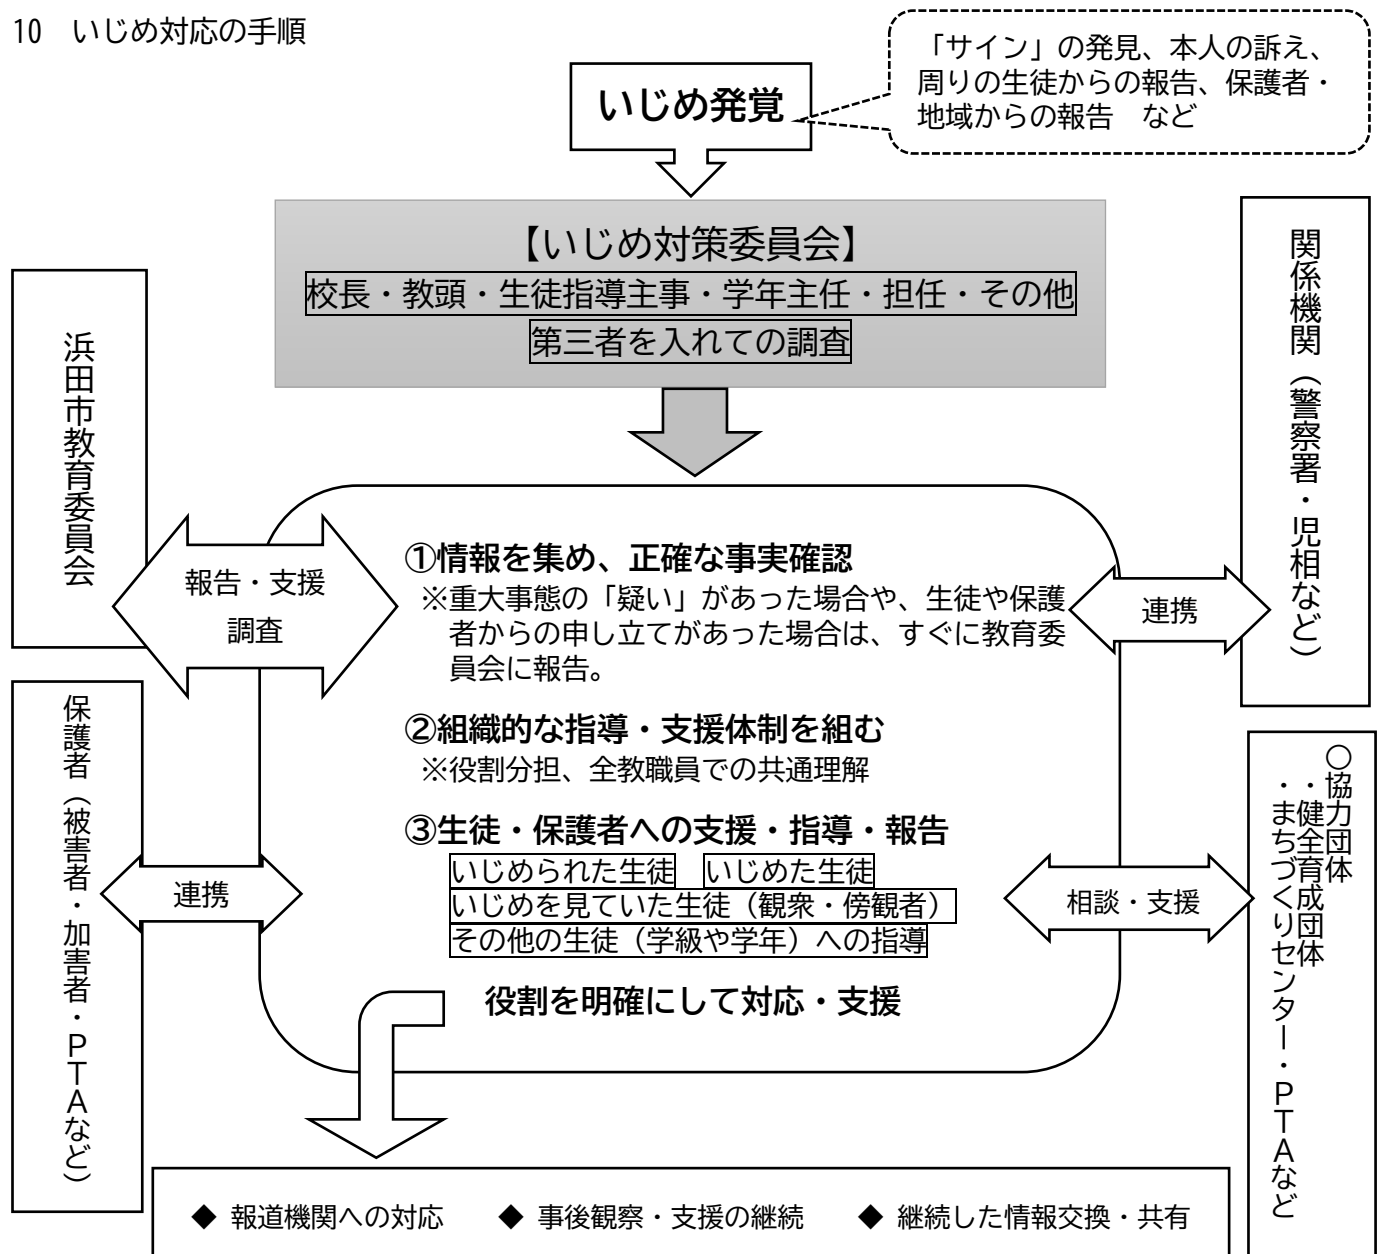 10　いじめ対応の手順
「サイン」の発見、本人の訴え、
周りの生徒からの報告、保護者・
地域からの報告　など
いじめ発覚
【いじめ対策委員会】
校長・教頭・生徒指導主事・学年主任・担任・その他
第三者を入れての調査
浜田市教育委員会
関係機関（警察署・児相など）
報告・支援
調査
①情報を集め、正確な事実確認
※重大事態の「疑い」があった場合や、生徒や保護
者からの申し立てがあった場合は、すぐに教育委
員会に報告。
連携
②組織的な指導・支援体制を組む
※役割分担、全教職員での共通理解
保護者（被害者・加害者・ＰＴＡなど）
連携
③生徒・保護者への支援・指導・報告
いじめられた生徒　いじめた生徒
いじめを見ていた生徒（観衆・傍観者）
その他の生徒（学級や学年）への指導
相談・支援
○協力団体
・健全育成団体
・まちづくりセンター・ＰＴＡなど
役割を明確にして対応・支援
◆ 報道機関への対応　◆ 事後観察・支援の継続　◆ 継続した情報交換・共有